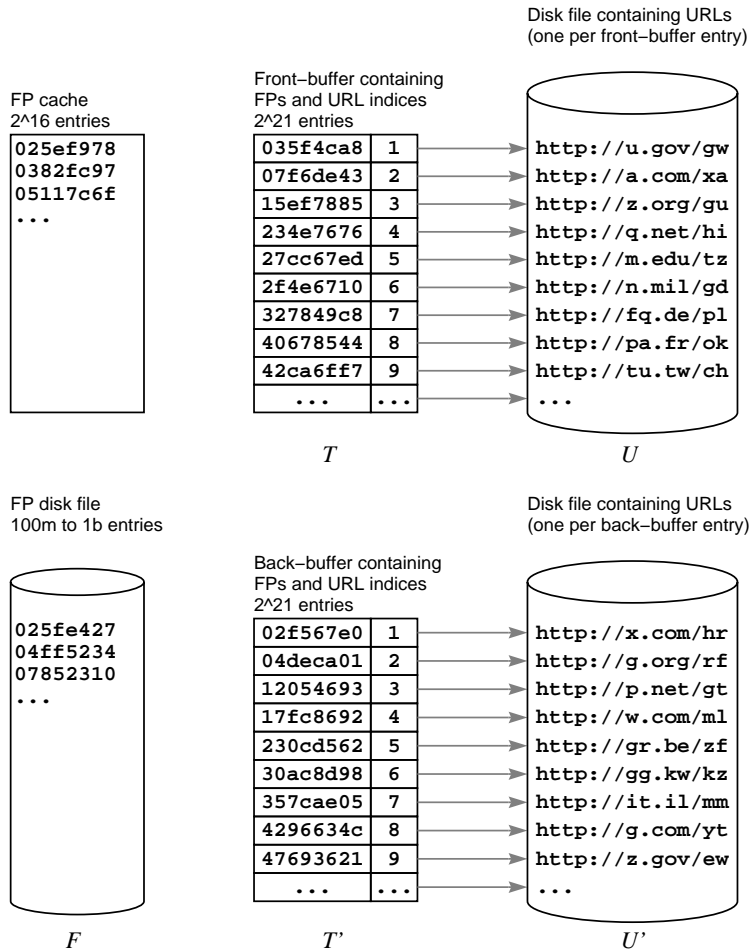 Disk file containing URLs
(one per front−buffer entry)
Front−buffer containing
FPs and URL indices
2^21 entries
FP cache
2^16 entries
025ef978
0382fc97
05117c6f
...
035f4ca8 1 http://u.gov/gw
07f6de43 2 http://a.com/xa
15ef7885 3 http://z.org/gu
234e7676 4 http://q.net/hi
27cc67ed 5 http://m.edu/tz
2f4e6710 6 http://n.mil/gd
327849c8 7 http://fq.de/pl
40678544 8 http://pa.fr/ok
42ca6ff7 9 http://tu.tw/ch
... ... ...
T U
FP disk file
100m to 1b entries
Disk file containing URLs
(one per back−buffer entry)
Back−buffer containing
FPs and URL indices
2^21 entries
025fe427
04ff5234
07852310
...
02f567e0 1 http://x.com/hr
04deca01 2 http://g.org/rf
12054693 3 http://p.net/gt
17fc8692 4 http://w.com/ml
230cd562 5 http://gr.be/zf
30ac8d98 6 http://gg.kw/kz
357cae05 7 http://it.il/mm
4296634c 8 http://g.com/yt
47693621 9 http://z.gov/ew
... ... ...
F T’ U’